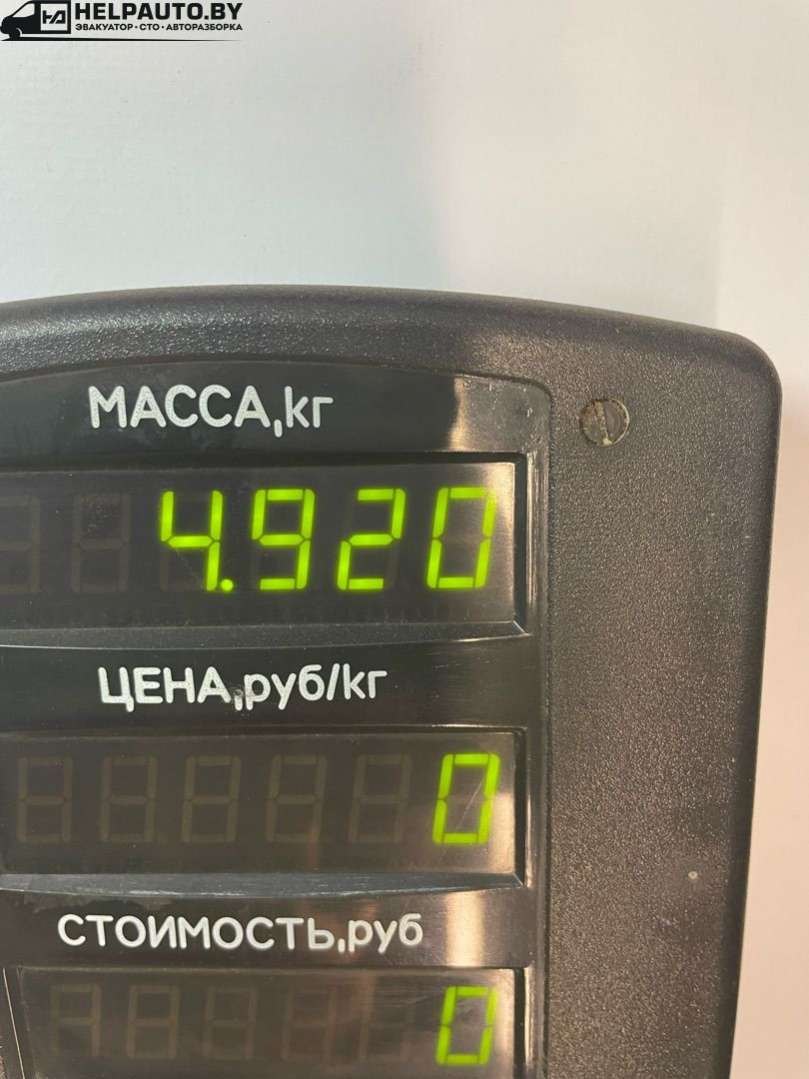 HELPAUTO.BY
ЭВАКУАТОР • СТО • АВТОРАЗБОРКА
МАССА,кг
4.920
ЦЕНА,руб/кг
0
СТОИМОСТЬ,руб
0